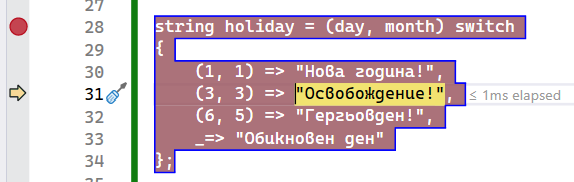 27
28 string holiday = (day, month) switch
29 {
30 (1, 1) => "Нова година!",
31 (3, 3) => "Освобождение!", ≤ 1ms elapsed
32 (6, 5) => "Гергьовден!",
33 _=> "Обикновен ден"
34 };
35